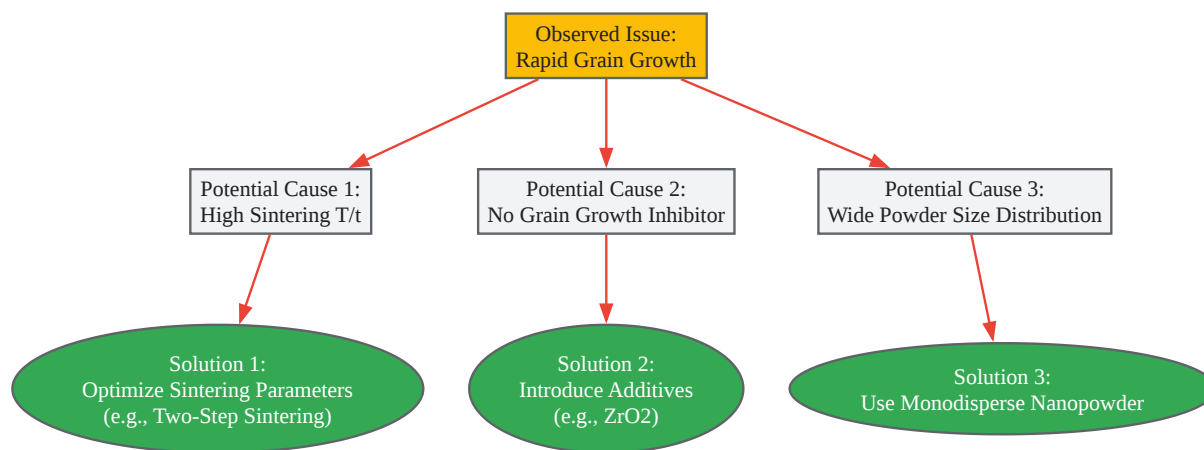 Observed Issue:
Rapid Grain Growth
Potential Cause 1:
High Sintering T/t
Potential Cause 2:
No Grain Growth Inhibitor
Potential Cause 3:
Wide Powder Size Distribution
Solution 1:
Optimize Sintering Parameters
(e.g., Two-Step Sintering)
Solution 2:
Introduce Additives
(e.g., ZrO2)
Solution 3:
Use Monodisperse Nanopowder